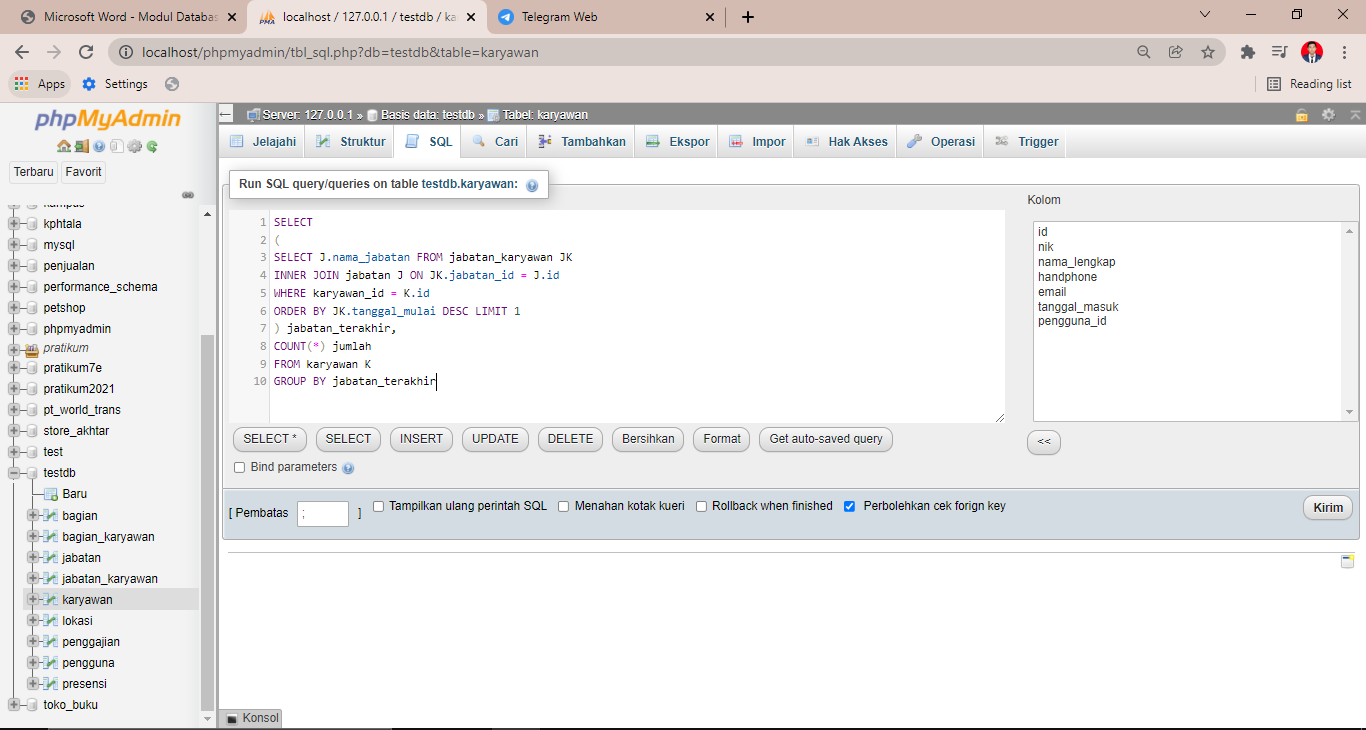 Microsoft Word - Modul Databas
localhost / 127.0.0.1 / testdb / ka
Telegram Web
localhost/phpmyadmin/tbl_sql.php?db=testdb&table=karyawan
Apps
Settings
Reading list
phpMyAdmin
Terbaru
Favorit
kampus
kphtala
mysql
penjualan
performance_schema
petshop
phpmyadmin
pratikum
pratikum7e
pratikum2021
pt_world_trans
store_akhtar
test
testdb
Baru
bagian
bagian_karyawan
jabatan
jabatan_karyawan
karyawan
lokasi
penggajian
pengguna
presensi
toko_buku
Server: 127.0.0.1 » Basis data: testdb » Tabel: karyawan
Jelajahi
Struktur
SQL
Cari
Tambahkan
Ekspor
Impor
Hak Akses
Operasi
Trigger
Run SQL query/queries on table testdb.karyawan:
1 SELECT
2 (
3 SELECT J.nama_jabatan FROM jabatan_karyawan JK
4 INNER JOIN jabatan J ON JK.jabatan_id = J.id
5 WHERE karyawan_id = K.id
6 ORDER BY JK.tanggal_mulai DESC LIMIT 1
7 ) jabatan_terakhir,
8 COUNT(*) jumlah
9 FROM karyawan K
10 GROUP BY jabatan_terakhir
Kolom
id
nik
nama_lengkap
handphone
email
tanggal_masuk
pengguna_id
<<
SELECT *
SELECT
INSERT
UPDATE
DELETE
Bersihkan
Format
Get auto-saved query
Bind parameters
[ Pembatas ; ]
Tampilkan ulang perintah SQL
Menahan kotak kueri
Rollback when finished
Perbolehkan cek forign key
Kirim
Konsol